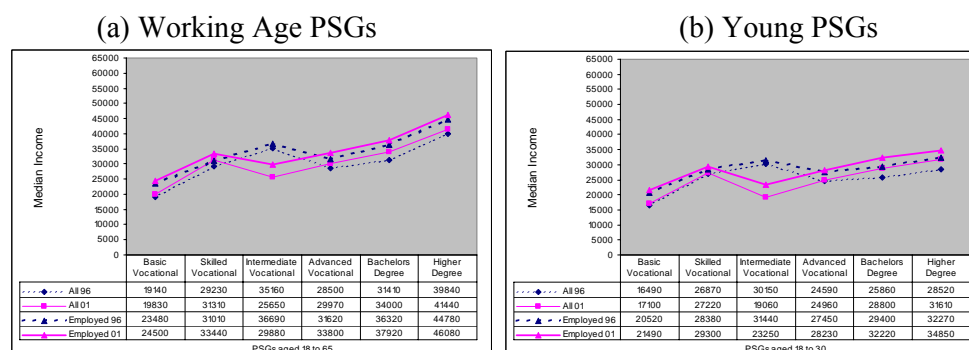 (a) Working Age PSGs
(b) Young PSGs
65000
60000
55000
50000
45000
40000
35000
30000
25000
20000
15000
10000
5000
0
Median Income
Basic Vocational Skilled Vocational Intermediate Vocational Advanced Vocational Bachelors Degree Higher Degree
All 96 19140 29230 35160 28500 31410 39840
All 01 19830 31310 25650 29970 34000 41440
Employed 96 23480 31010 36690 31620 36320 44780
Employed 01 24500 33440 29880 33800 37920 46080
PSGs aged 18 to 65
65000
60000
55000
50000
45000
40000
35000
30000
25000
20000
15000
10000
5000
0
Median Income
Basic Vocational Skilled Vocational Intermediate Vocational Advanced Vocational Bachelors Degree Higher Degree
All 96 16490 26870 30150 24590 25860 28520
All 01 17100 27220 19060 24960 28800 31610
Employed 96 20520 28380 31440 27450 29400 32270
Employed 01 21490 29300 23250 28230 32220 34850
PSGs aged 18 to 30